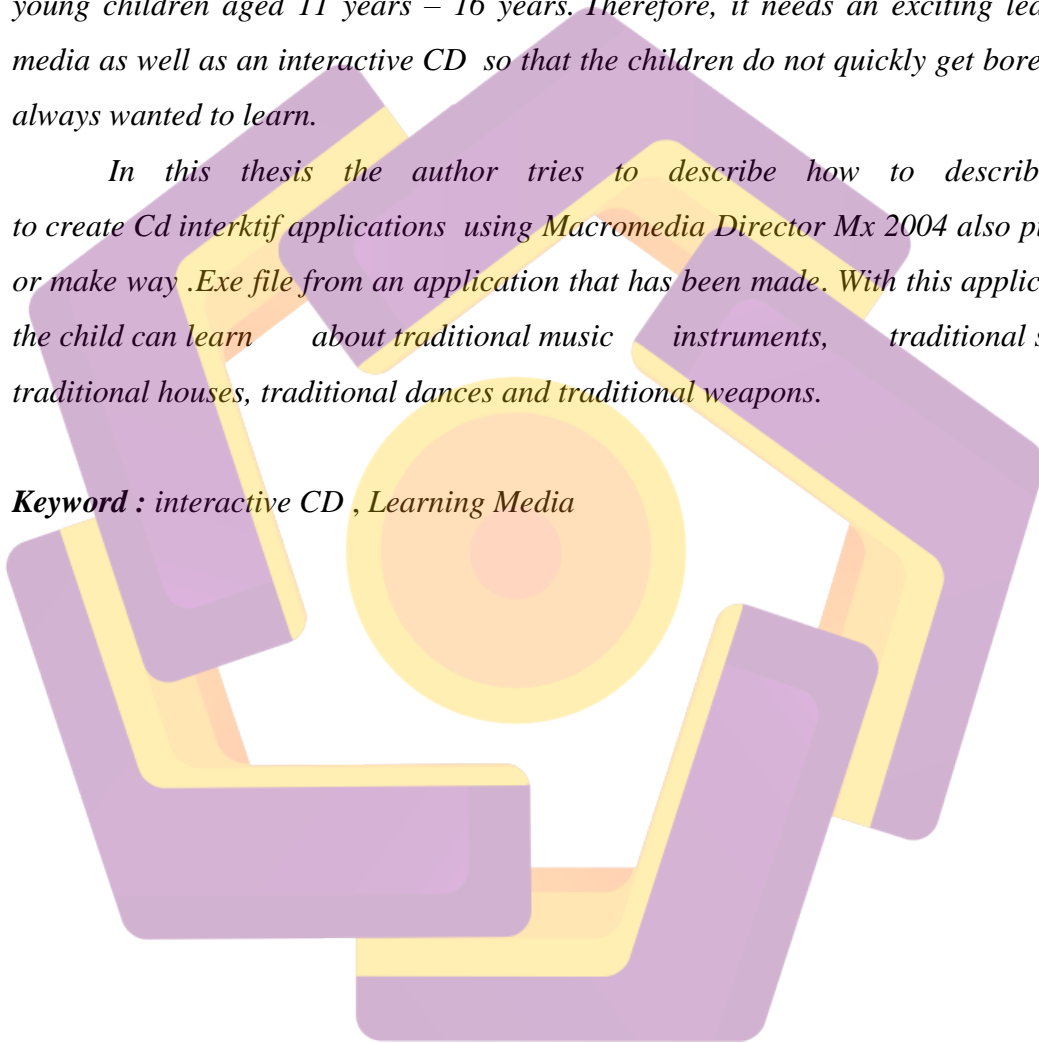 young children aged 11 years – 16 years. Therefore, it needs an exciting
media as well as an interactive CD so that the children do not quickly get
always wanted to learn.
In this thesis the author tries to describe how to
to create Cd interktif applications using Macromedia Director Mx 2004 also
or make way .Exe file from an application that has been made. With this
the child can learn about traditional music instruments, traditional
traditional houses, traditional dances and traditional weapons.
Keyword : interactive CD , Learning Media